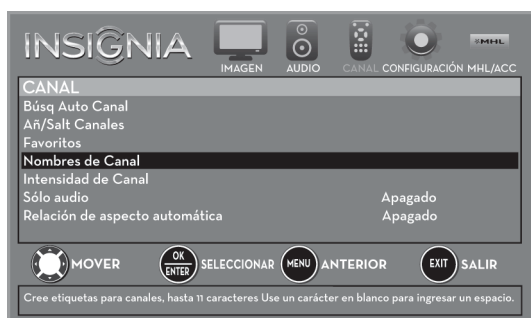 INSIGNIA
IMAGEN AUDIO CANAL CONFIGURACIÓN MHL/ACC
MHL
CANAL
Búsq Auto Canal
Añ/Salt Canales
Favoritos
Nombres de Canal
Intensidad de Canal
Sólo audio Apagado
Relación de aspecto automática Apagado
MOVER OK ENTER SELECCIONAR MENU ANTERIOR EXIT SALIR
Cree etiquetas para canales, hasta 11 caracteres Use un carácter en blanco para ingresar un espacio.